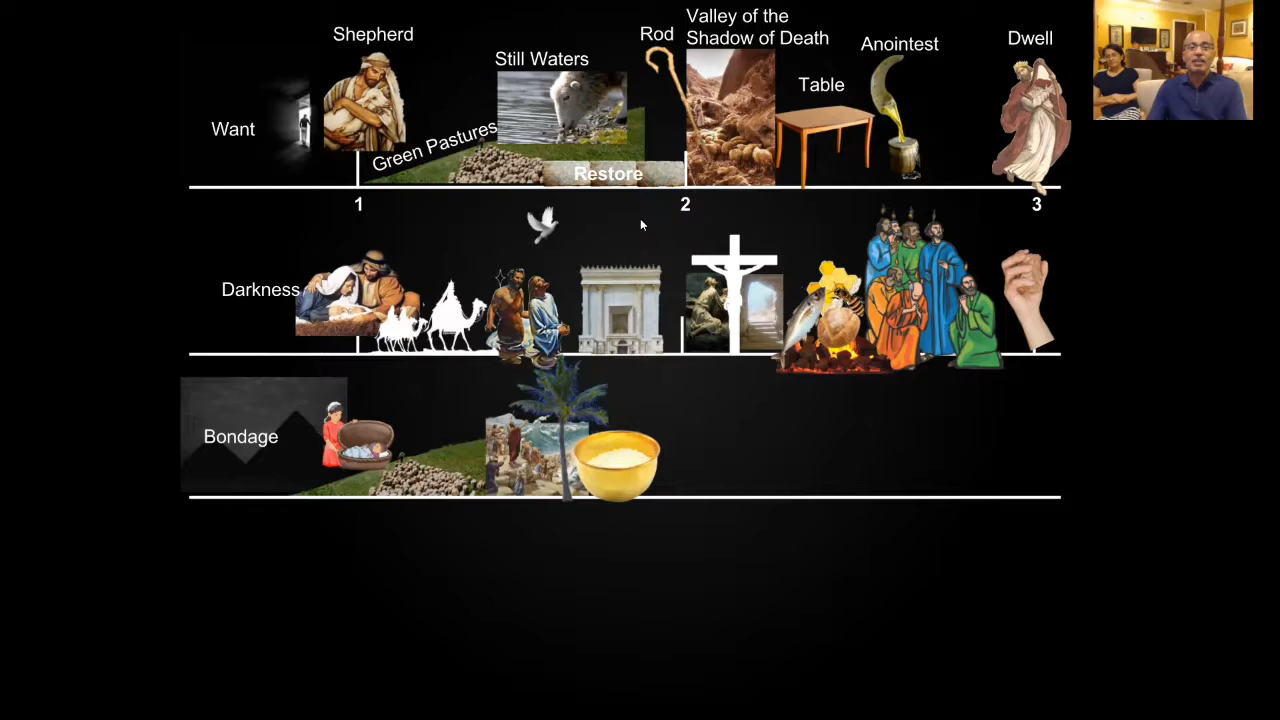 Shepherd
Still Waters
Rod
Valley of the
Shadow of Death
Anointest
Dwell
Table
Want
Green Pastures
Restore
1
2
3
Darkness
Bondage